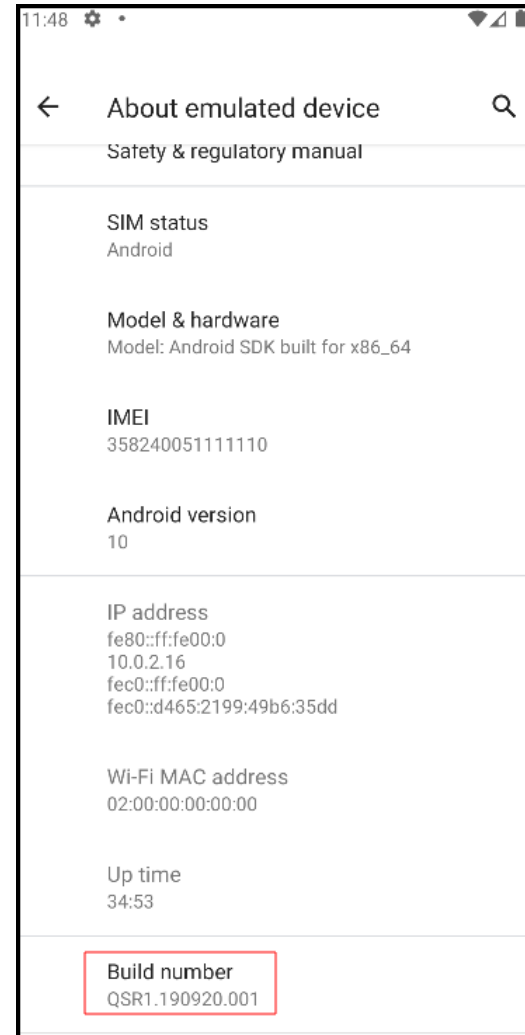 11:48
About emulated device
Safety & regulatory manual
SIM status
Android
Model & hardware
Model: Android SDK built for x86_64
IMEI
358240051111110
Android version
10
IP address
fe80::ff:fe00:0
10.0.2.16
fec0::ff:fe00:0
fec0::d465:2199:49b6:35dd
Wi-Fi MAC address
02:00:00:00:00:00
Up time
34:53
Build number
QSR1.190920.001